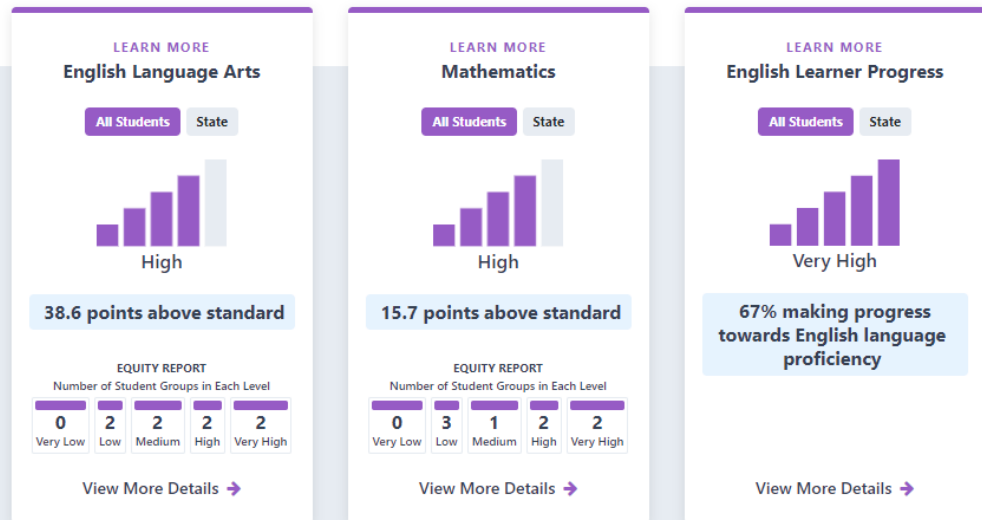 LEARN MORE
English Language Arts
All Students State
High
38.6 points above standard
EQUITY REPORT
Number of Student Groups in Each Level
0 2 2 2 2
Very Low Low Medium High Very High
View More Details
LEARN MORE
Mathematics
All Students State
High
15.7 points above standard
EQUITY REPORT
Number of Student Groups in Each Level
0 3 1 2 2
Very Low Low Medium High Very High
View More Details
LEARN MORE
English Learner Progress
All Students State
Very High
67% making progress
towards English language
proficiency
View More Details